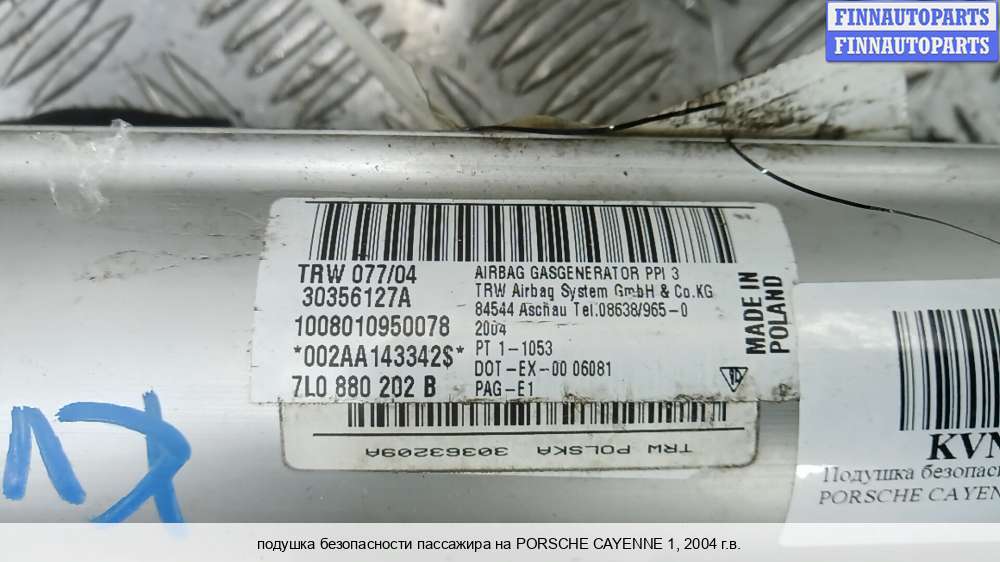 FINNAUTOPARTS
FINNAUTOPARTS
TRW 077/04
30356127A
1008010950078
*002AA143342S*
7L0 880 202 B
AIRBAG GASGENERATOR PPI 3
TRW Airbag System GmbH & Co.KG
84544 Aschau Tel.08638/965-0
2004
PT 1-1053
DOT-EX-00 06081
PAG-E1
MADE IN
POLAND
TRW POLSKA 30363209A
KVN
Подушка безопасн
PORSCHE CAYEN
подушка безопасности пассажира на PORSCHE CAYENNE 1, 2004 г.в.